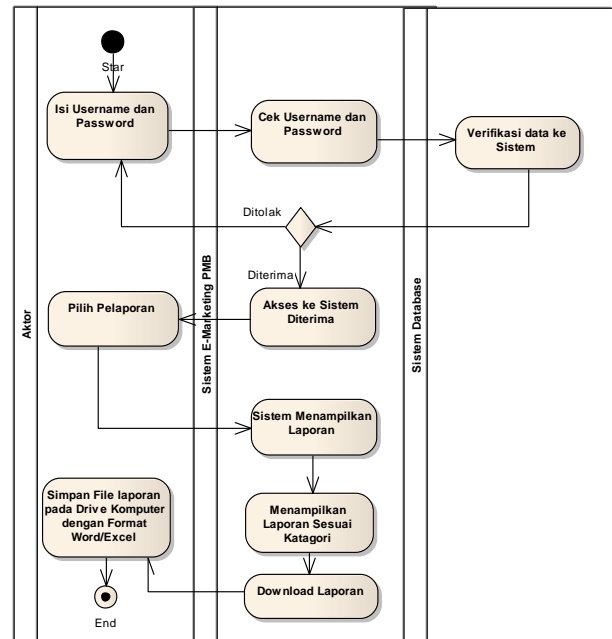 Star
Isi Username dan
Password
Cek Username dan
Password
Verifikasi data ke
Sistem
Ditolak
Diterima
Akses ke Sistem
Diterima
Pilih Pelaporan
Aktor
Sistem E-Marketing PMB
Sistem Database
Sistem Menampilkan
Laporan
Simpan File laporan
pada Drive Komputer
dengan Format
Word/Excel
Menampilkan
Laporan Sesuai
Katagori
Download Laporan
End